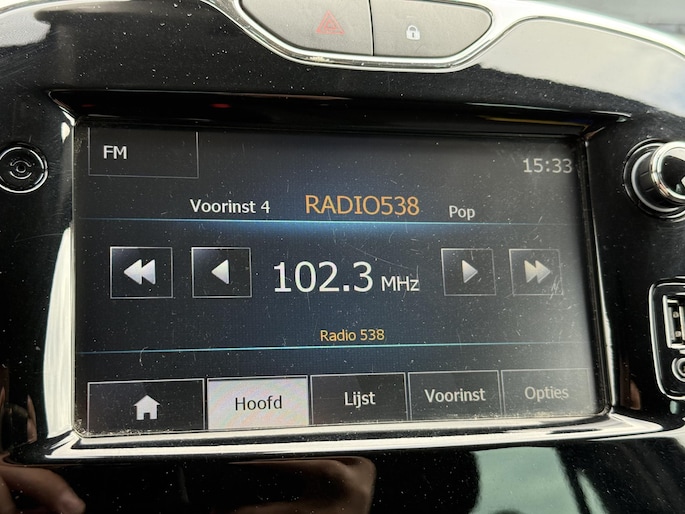 FM
15:33
Voorinst 4 RADIO538 Pop
102.3 MHz
Radio 538
Hoofd Lijst Voorinst Opties